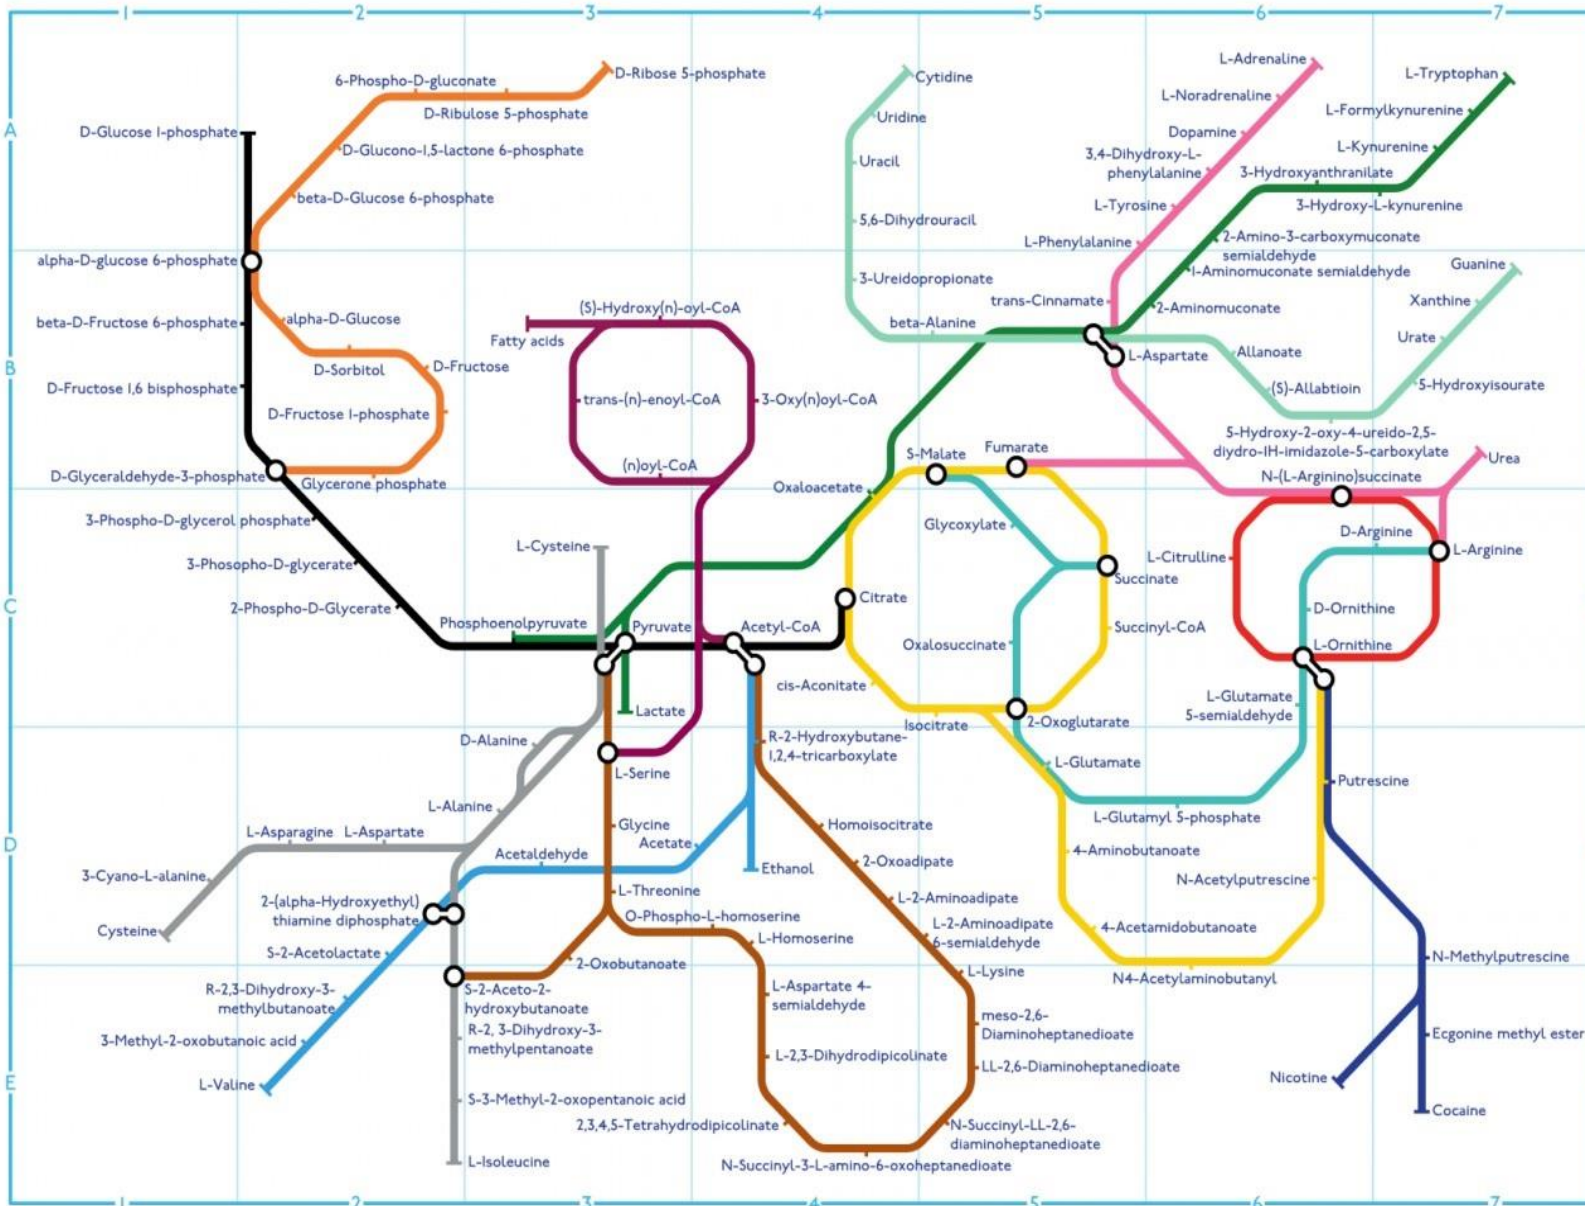 1 2 3 4 5 6 7
A
D-Glucose 1-phosphate
6-Phospho-D-gluconate
D-Ribose 5-phosphate
D-Ribulose 5-phosphate
D-Glucono-1,5-lactone 6-phosphate
beta-D-Glucose 6-phosphate
Cytidine
Uridine
Uracil
5,6-Dihydrouracil
3-Ureidopropionate
beta-Alanine
L-Adrenaline
L-Noradrenaline
Dopamine
3,4-Dihydroxy-L-
phenylalanine
L-Tyrosine
L-Phenylalanine
trans-Cinnamate
L-Tryptophan
L-Formylkynurenine
L-Kynurenine
3-Hydroxyanthranilate
3-Hydroxy-L-kynurenine
2-Amino-3-carboxymuconate
semialdehyde
1-Aminomuconate semialdehyde
2-Aminomuconate
B
alpha-D-glucose 6-phosphate
beta-D-Fructose 6-phosphate
D-Fructose 1,6 bisphosphate
D-Glyceraldehyde-3-phosphate
alpha-D-Glucose
D-Sorbitol
D-Fructose
D-Fructose 1-phosphate
Glycerone phosphate
Fatty acids
(S)-Hydroxy(n)-oyl-CoA
trans-(n)-enoyl-CoA
3-Oxy(n)oyl-CoA
(n)oyl-CoA
L-Aspartate
Guanine
Xanthine
Urate
5-Hydroxyisourate
Allanoate
(S)-Allabtioin
5-Hydroxy-2-oxy-4-ureido-2,5-
diydro-1H-imidazole-5-carboxylate
S-Malate
Fumarate
N-(L-Arginino)succinate
Urea
C
3-Phospho-D-glycerol phosphate
3-Phosopho-D-glycerate
2-Phospho-D-Glycerate
Phosphoenolpyruvate
L-Cysteine
Pyruvate
Acetyl-CoA
Lactate
Oxaloacetate
Citrate
cis-Aconitate
Isocitrate
Glycoxylate
Succinate
Succinyl-CoA
Oxalosuccinate
2-Oxoglutarate
L-Citrulline
D-Arginine
L-Arginine
D-Ornithine
L-Ornithine
L-Glutamate
5-semialdehyde
D
D-Alanine
L-Alanine
L-Asparagine
L-Aspartate
3-Cyano-L-alanine
Cysteine
2-(alpha-Hydroxyethyl)
thiamine diphosphate
Acetaldehyde
Acetate
Ethanol
L-Serine
Glycine
L-Threonine
O-Phospho-L-homoserine
L-Homoserine
2-Oxobutanoate
R-2-Hydroxybutane-
1,2,4-tricarboxylate
Homoisocitrate
2-Oxoadipate
L-2-Aminoadipate
L-2-Aminoadipate
6-semialdehyde
L-Lysine
L-Glutamate
L-Glutamyl 5-phosphate
4-Aminobutanoate
4-Acetamidobutanoate
N4-Acetylaminobutanyl
N-Acetylputrescine
Putrescine
N-Methylputrescine
E
S-2-Acetolactate
R-2,3-Dihydroxy-3-
methylbutanoate
3-Methyl-2-oxobutanoic acid
L-Valine
S-2-Aceto-2-
hydroxybutanoate
R-2, 3-Dihydroxy-3-
methylpentanoate
S-3-Methyl-2-oxopentanoic acid
L-Isoleucine
L-Aspartate 4-
semialdehyde
L-2,3-Dihydrodipicolinate
2,3,4,5-Tetrahydrodipicolinate
N-Succinyl-3-L-amino-6-oxoheptanedioate
N-Succinyl-LL-2,6-
diaminoheptanedioate
LL-2,6-Diaminoheptanedioate
meso-2,6-
Diaminoheptanedioate
Ecgonine methyl ester
Nicotine
Cocaine
1 2 3 4 5 6 7